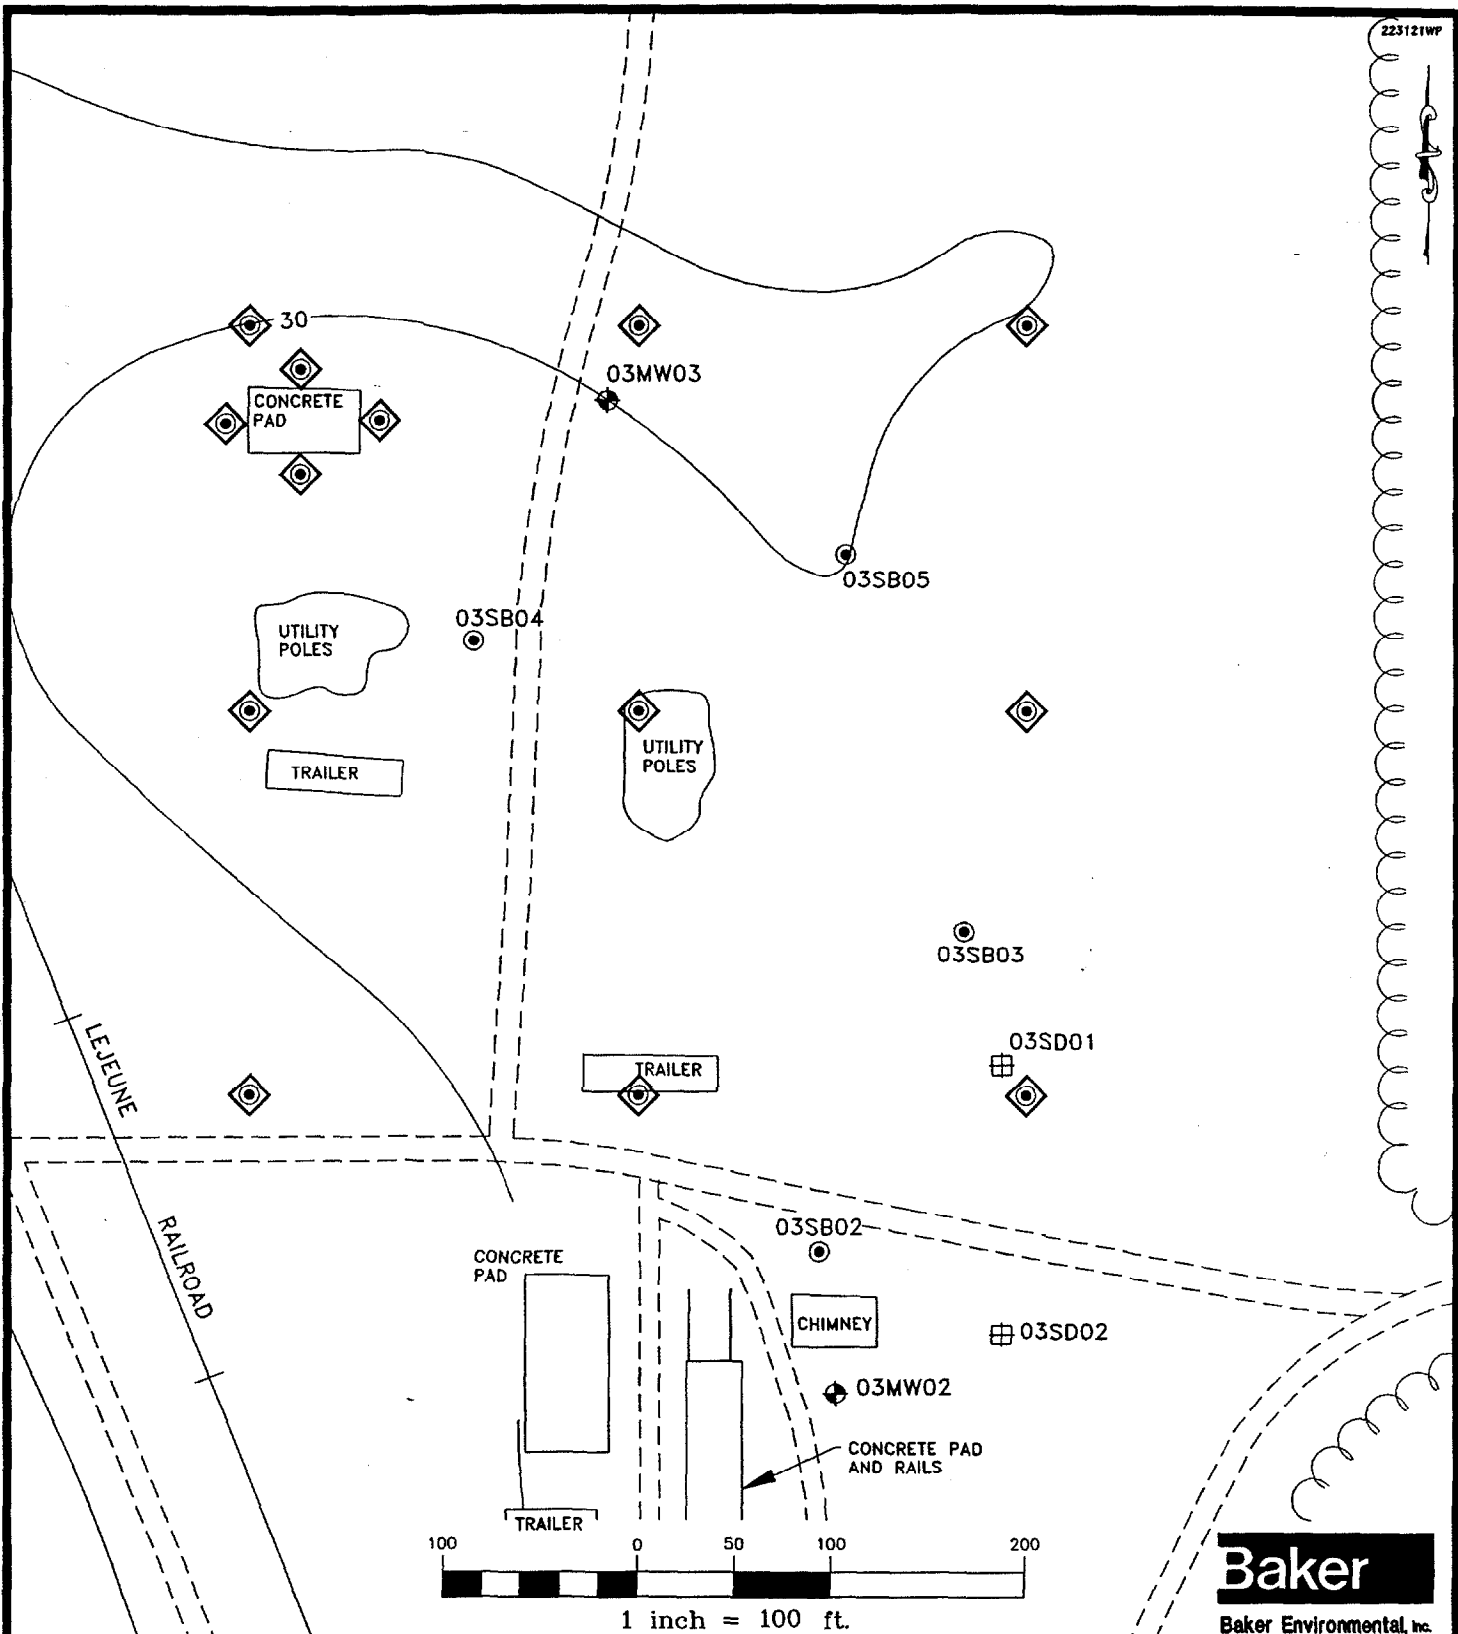 223121WP
30
03MW03
CONCRETE
PAD
03SB05
03SB04
UTILITY
POLES
UTILITY
POLES
TRAILER
03SB03
03SD01
LEJEUNE
TRAILER
RAILROAD
03SB02
CONCRETE
PAD
CHIMNEY
03SD02
03MW02
CONCRETE PAD
AND RAILS
TRAILER
100 0 50 100 200
1 inch = 100 ft.
Baker
Baker Environmental, Inc.